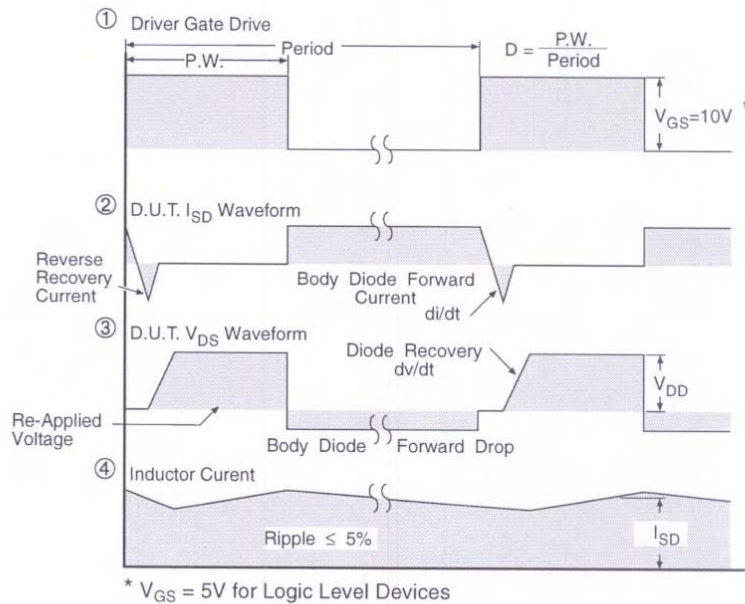 ① Driver Gate Drive
Period
P.W.
D = P.W. / Period
V_GS=10V *
② D.U.T. I_SD Waveform
Reverse
Recovery
Current
Body Diode Forward
Current
di/dt
③ D.U.T. V_DS Waveform
Diode Recovery
dv/dt
V_DD
Re-Applied
Voltage
Body Diode Forward Drop
④ Inductor Curent
Ripple ≤ 5%
I_SD
* V_GS = 5V for Logic Level Devices